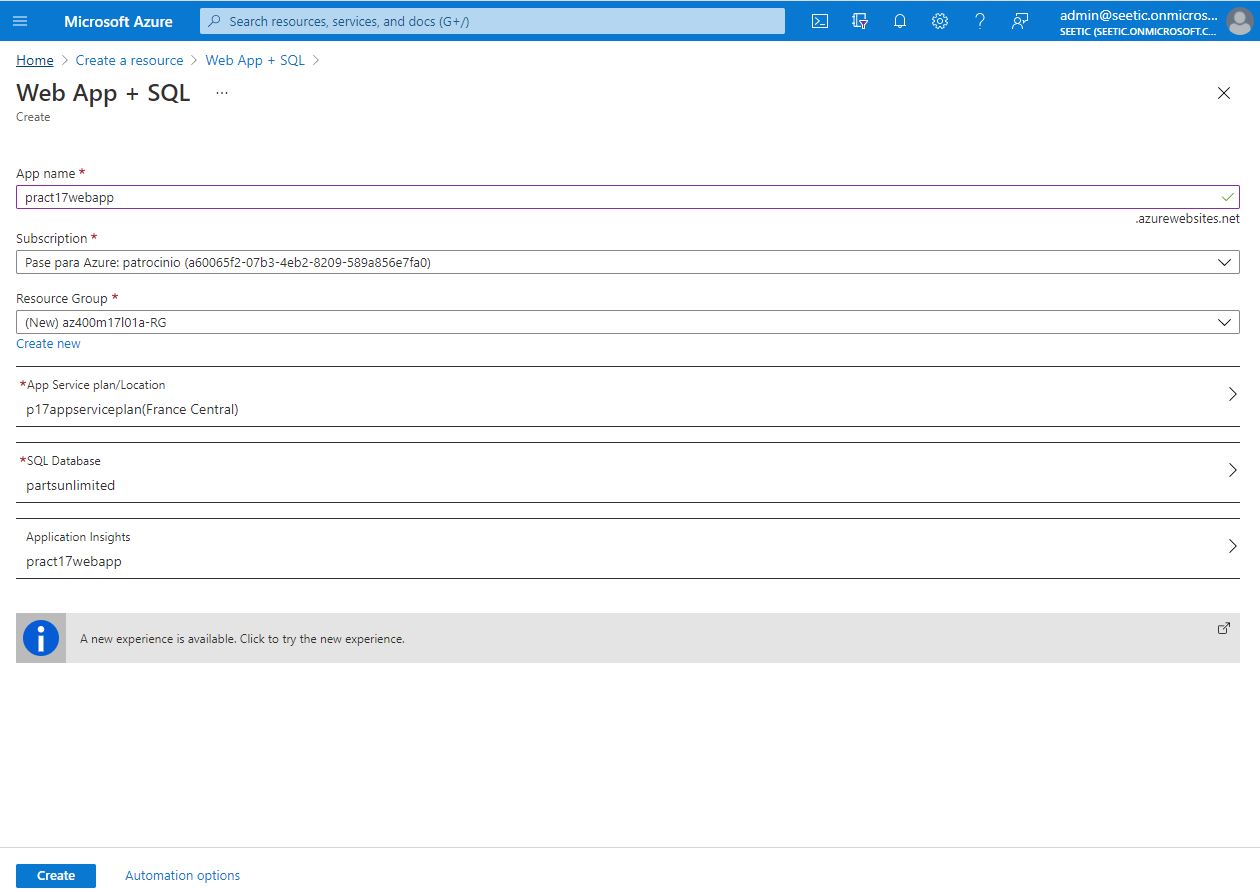 Microsoft Azure
Search resources, services, and docs (G+/)
admin@seetic.onmicros...
SEETIC (SEETIC.ONMICROSOFT.C...
Home > Create a resource > Web App + SQL >
Web App + SQL ...
Create
App name *
pract17webapp
.azurewebsites.net
Subscription *
Pase para Azure: patrocinio (a60065f2-07b3-4eb2-8209-589a856e7fa0)
Resource Group *
(New) az400m17l01a-RG
Create new
*App Service plan/Location
p17appserviceplan(France Central)
*SQL Database
partsunlimited
Application Insights
pract17webapp
A new experience is available. Click to try the new experience.
Create
Automation options